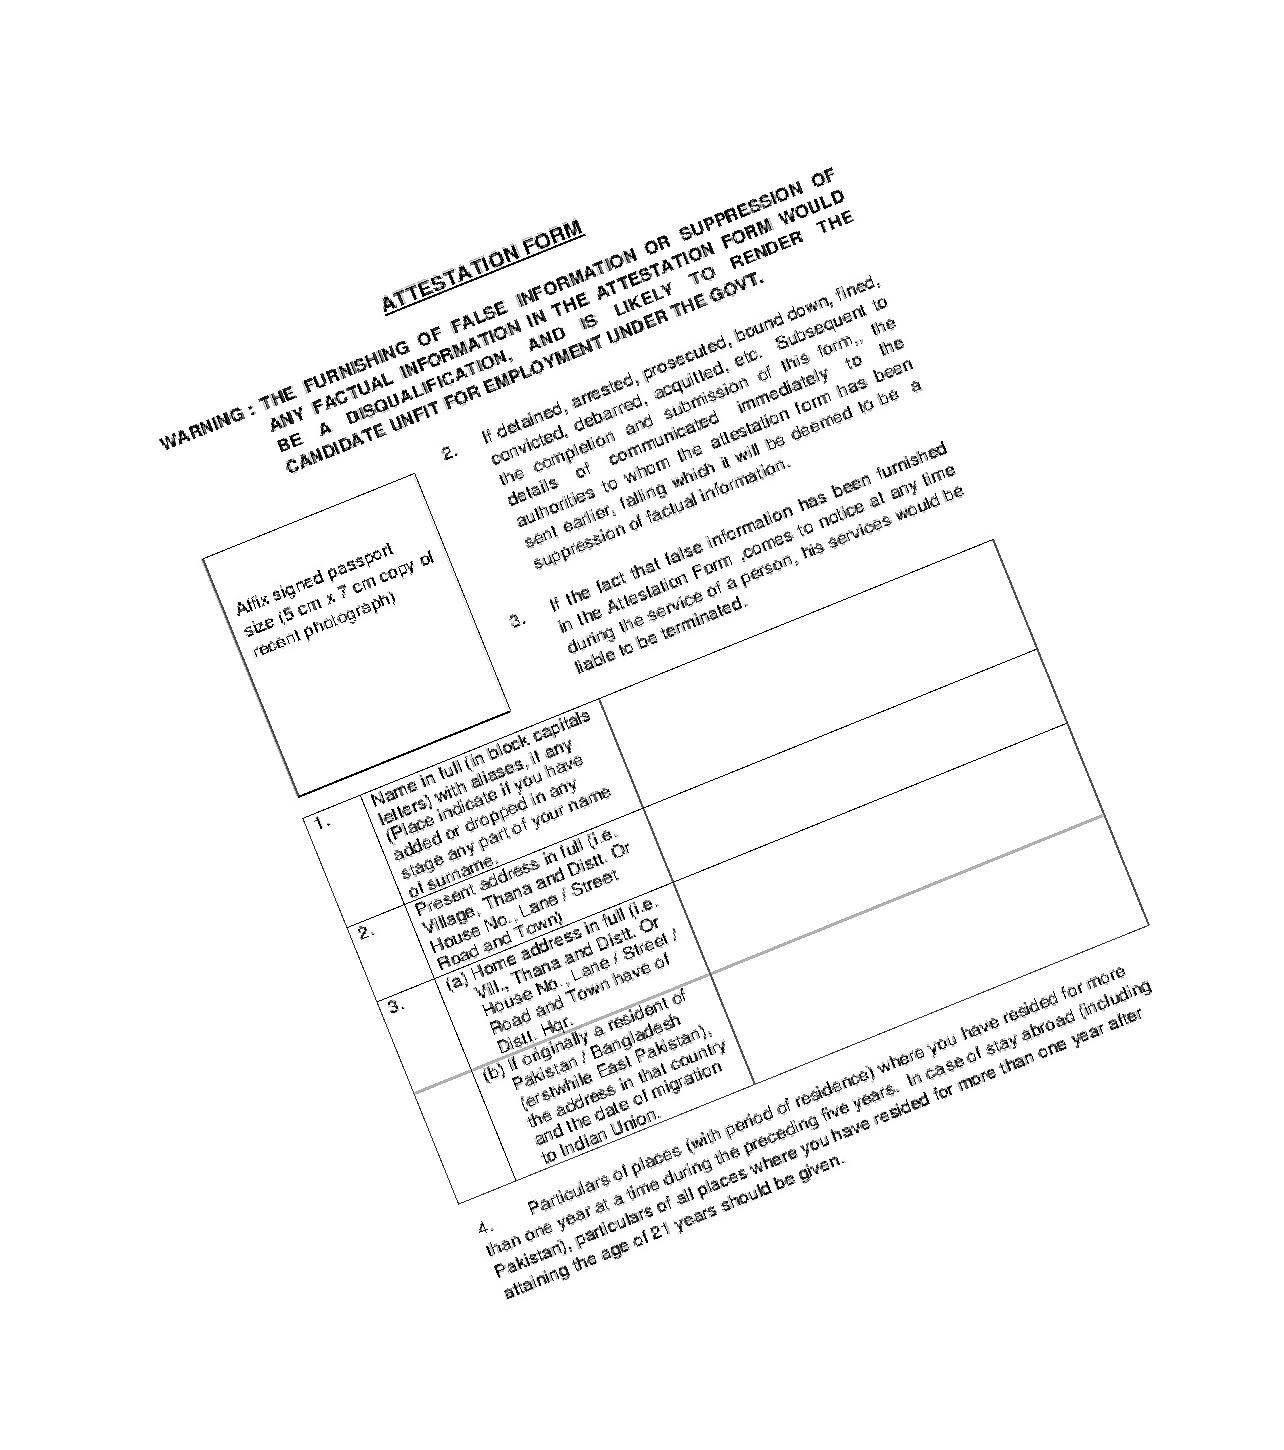 ATTESTATION FORM
WARNING : THE FURNISHING OF FALSE INFORMATION OR SUPPRESSION OF
ANY FACTUAL INFORMATION IN THE ATTESTATION FORM WOULD
BE A DISQUALIFICATION, AND IS LIKELY TO RENDER THE
CANDIDATE UNFIT FOR EMPLOYMENT UNDER THE GOVT.
Affix signed passport
size (5 cm x 7 cm copy of
recent photograph)
2. If detained, arrested, prosecuted, bound down, fined,
convicted, debarred, acquitted, etc. Subsequent to
the completion and submission of this form,, the
details of communicated immediately to the
authorities to whom the attestation form has been
sent earlier, falling which it will be deemed to be a
suppression of factual information.
3. If the fact that false information has been furnished
in the Attestation Form ,comes to notice at any time
during the service of a person, his services would be
liable to be terminated.
1. Name in full (in block capitals
letters) with aliases, if any
(Place indicate if you have
added or dropped in any
stage any part of your name
of surname.
2. Present address in full (i.e.
Village, Thana and Distt. Or
House No., Lane / Street
Road and Town)
3. (a) Home address in full (i.e.
Vill., Thana and Distt. Or
House No., Lane / Street /
Road and Town have of
Distt. Hqr.
(b) If originally a resident of
Pakistan / Bangladesh
(erstwhile East Pakistan),
the address in that country
and the date of migration
to Indian Union.
4. Particulars of places (with period of residence) where you have resided for more
than one year at a time during the preceding five years. In case of stay abroad (including
Pakistan), particulars of all places where you have resided for more than one year after
attaining the age of 21 years should be given.